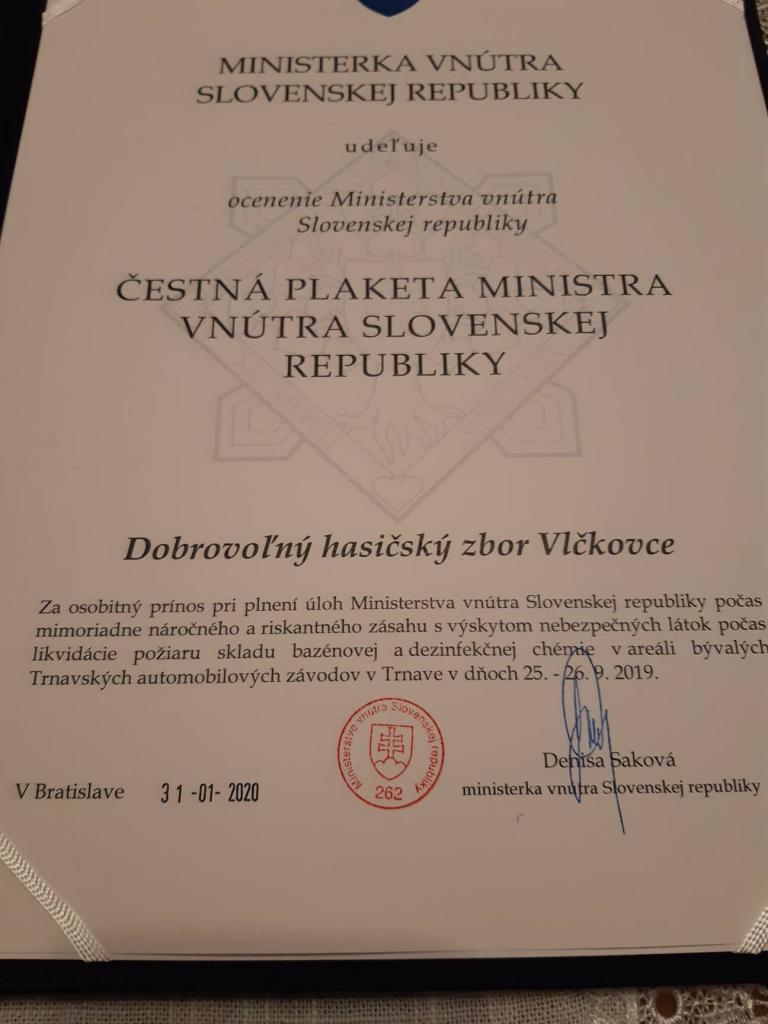 MINISTERKA VNÚTRA
SLOVENSKEJ REPUBLIKY
udeľuje
ocenenie Ministerstva vnútra
Slovenskej republiky
ČESTNÁ PLAKETA MINISTRA
VNÚTRA SLOVENSKEJ
REPUBLIKY
Dobrovoľný hasičský zbor Vlčkovce
Za osobitný prínos pri plnení úloh Ministerstva vnútra Slovenskej republiky počas
mimoriadne náročného a riskantného zásahu s výskytom nebezpečných látok počas
likvidácie požiaru skladu bazénovej a dezinfekčnej chémie v areáli bývalých
Trnavských automobilových závodov v Trnave v dňoch 25. - 26. 9. 2019.
Ministerstvo vnútra Slovenskej republiky
262
Denisa Saková
V Bratislave 31 -01- 2020
ministerka vnútra Slovenskej republiky